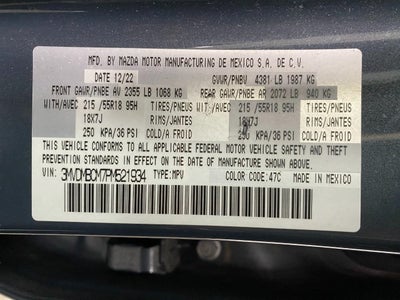 MFD. BY MAZDA MOTOR MANUFACTURING DE MEXICO S.A. DE C.V.
DATE 12/22 GVWR/PNBV 4381 LB 1987 KG
FRONT GAWR/PNBE AV 2355 LB 1068 KG REAR GAWR/PNBE AR 2072 LB 940 KG
WITH/AVEC 215 /55R18 95H TIRES/PNEUS WITH/AVEC 215 /55R18 95H TIRES/PNEUS
18X7J RIMS/JANTES 18X7J RIMS/JANTES
250 KPA/36 PSI COLD/A FROID 250 KPA/36 PSI COLD/A FROID
THIS VEHICLE CONFORMS TO ALL APPLICABLE FEDERAL MOTOR VEHICLE SAFETY AND
THEFT PREVENTION STANDARDS IN EFFECT ON THE DATE OF MANUFACTURE SHOWN ABOVE.
VIN: 3MVDMBCM7PM521934 TYPE:MPV COLOR CODE:47C MADE IN MEXICO